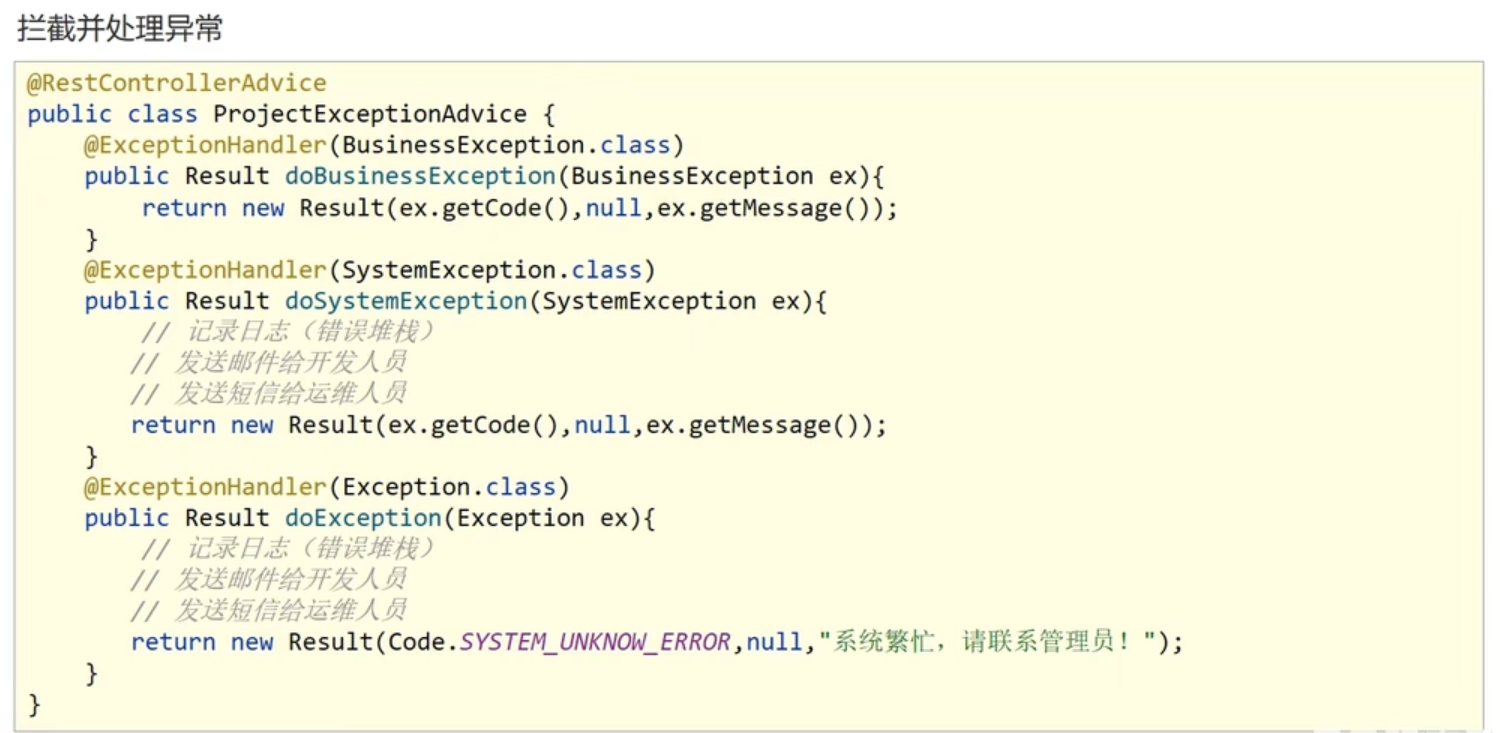 拦截并处理异常
@RestControllerAdvice
public class ProjectExceptionAdvice {
    @ExceptionHandler(BusinessException.class)
    public Result doBusinessException(BusinessException ex){
        return new Result(ex.getCode(),null,ex.getMessage());
    }
    @ExceptionHandler(SystemException.class)
    public Result doSystemException(SystemException ex){
        // 记录日志（错误堆栈）
        // 发送邮件给开发人员
        // 发送短信给运维人员
        return new Result(ex.getCode(),null,ex.getMessage());
    }
    @ExceptionHandler(Exception.class)
    public Result doException(Exception ex){
        // 记录日志（错误堆栈）
        // 发送邮件给开发人员
        // 发送短信给运维人员
        return new Result(Code.SYSTEM_UNKNOW_ERROR,null,"系统繁忙，请联系管理员！");
    }
}